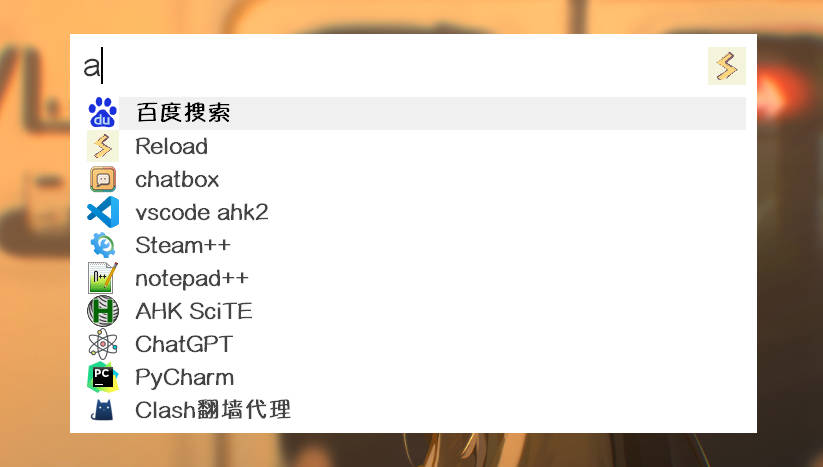 a
百度搜索
Reload
chatbox
vscode ahk2
Steam++
notepad++
AHK SciTE
ChatGPT
PyCharm
Clash翻墙代理